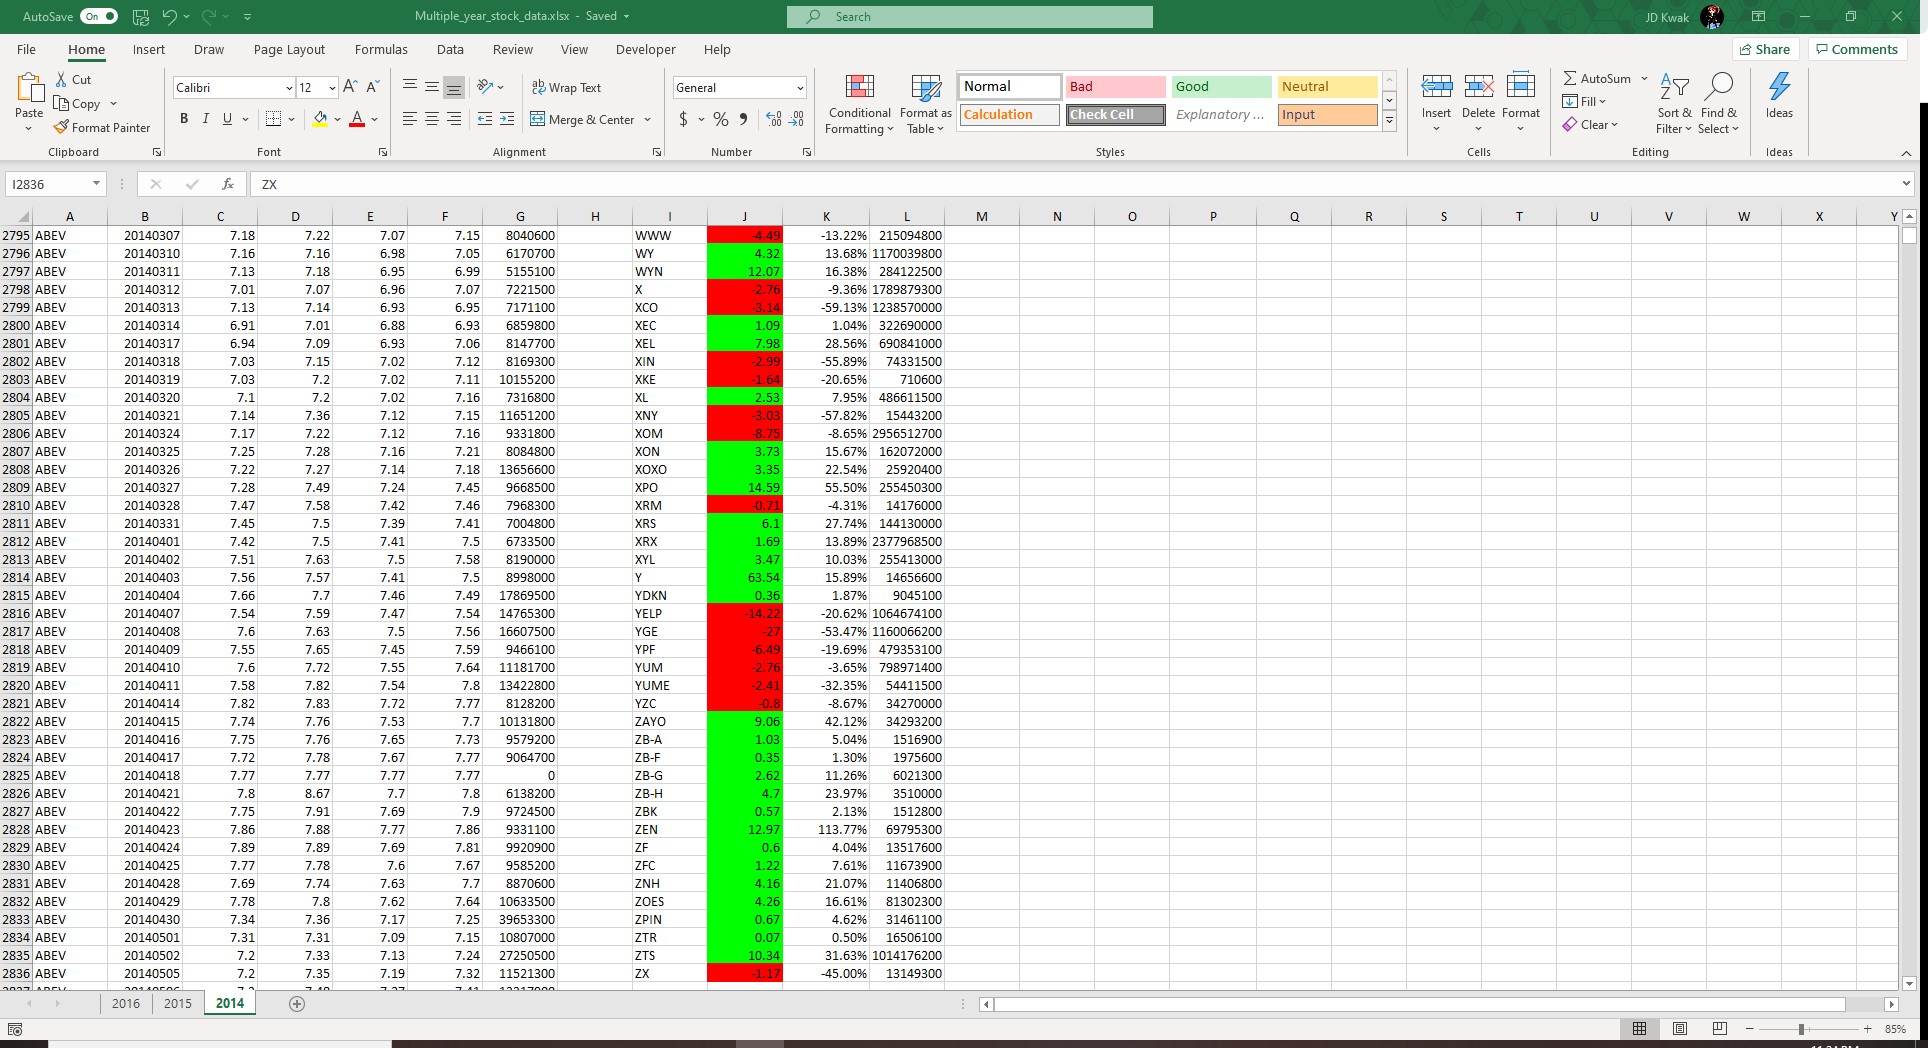 AutoSave On Multiple_year_stock_data.xlsx - Saved Search JD Kwak
File Home Insert Draw Page Layout Formulas Data Review View Developer Help Share Comments
Cut
Copy
Format Painter
Paste
Clipboard
Calibri 12 A^ A˅
B I U A
Font
Wrap Text
Merge & Center
Alignment
General
$ % 9
Number
Conditional Formatting
Format as Table
Normal Bad Good Neutral
Calculation Check Cell Explanatory ... Input
Styles
Insert Delete Format
Cells
AutoSum
Fill
Clear
Sort & Filter
Find & Select
Editing
Ideas
Ideas
I2836 fx ZX
A B C D E F G H I J K L M N O P Q R S T U V W X Y
2795 ABEV 20140307 7.18 7.22 7.07 7.15 8040600 WWW -4.49 -13.22% 215094800
2796 ABEV 20140310 7.16 7.16 6.98 7.05 6170700 WY 4.32 13.68% 1170039800
2797 ABEV 20140311 7.13 7.18 6.95 6.99 5155100 WYN 12.07 16.38% 284122500
2798 ABEV 20140312 7.01 7.07 6.96 7.07 7221500 X -2.76 -9.36% 1789879300
2799 ABEV 20140313 7.13 7.14 6.93 6.95 7171100 XCO -3.14 -59.13% 1238570000
2800 ABEV 20140314 6.91 7.01 6.88 6.93 6859800 XEC 1.09 1.04% 322690000
2801 ABEV 20140317 6.94 7.09 6.93 7.06 8147700 XEL 7.98 28.56% 690841000
2802 ABEV 20140318 7.03 7.15 7.02 7.12 8169300 XIN -2.99 -55.89% 74331500
2803 ABEV 20140319 7.03 7.2 7.02 7.11 10155200 XKE -1.64 -20.65% 710600
2804 ABEV 20140320 7.1 7.2 7.02 7.16 7316800 XL 2.53 7.95% 486611500
2805 ABEV 20140321 7.14 7.36 7.12 7.15 11651200 XNY -3.03 -57.82% 15443200
2806 ABEV 20140324 7.17 7.22 7.12 7.16 9331800 XOM -8.75 -8.65% 2956512700
2807 ABEV 20140325 7.25 7.28 7.16 7.21 8084800 XON 3.73 15.67% 162072000
2808 ABEV 20140326 7.22 7.27 7.14 7.18 13656600 XOXO 3.35 22.54% 25920400
2809 ABEV 20140327 7.28 7.49 7.24 7.45 9668500 XPO 14.59 55.50% 255450300
2810 ABEV 20140328 7.47 7.58 7.42 7.46 7968300 XRM -0.71 -4.31% 14176000
2811 ABEV 20140331 7.45 7.5 7.39 7.41 7004800 XRS 6.1 27.74% 144130000
2812 ABEV 20140401 7.42 7.5 7.41 7.5 6733500 XRX 1.69 13.89% 2377968500
2813 ABEV 20140402 7.51 7.63 7.5 7.58 8190000 XYL 3.47 10.03% 255413000
2814 ABEV 20140403 7.56 7.57 7.41 7.5 8998000 Y 63.54 15.89% 14656600
2815 ABEV 20140404 7.66 7.7 7.46 7.49 17869500 YDKN 0.36 1.87% 9045100
2816 ABEV 20140407 7.54 7.59 7.47 7.54 14765300 YELP -14.22 -20.62% 1064674100
2817 ABEV 20140408 7.6 7.63 7.5 7.56 16607500 YGE -27 -53.47% 1160066200
2818 ABEV 20140409 7.55 7.65 7.45 7.59 9466100 YPF -6.49 -19.69% 479353100
2819 ABEV 20140410 7.6 7.72 7.55 7.64 11181700 YUM -2.76 -3.65% 798971400
2820 ABEV 20140411 7.58 7.82 7.54 7.8 13422800 YUME -2.41 -32.35% 54411500
2821 ABEV 20140414 7.82 7.83 7.72 7.77 8128200 YZC -0.8 -8.67% 34270000
2822 ABEV 20140415 7.74 7.76 7.53 7.7 10131800 ZAYO 9.06 42.12% 34293200
2823 ABEV 20140416 7.75 7.76 7.65 7.73 9579200 ZB-A 1.03 5.04% 1516900
2824 ABEV 20140417 7.72 7.78 7.67 7.77 9064700 ZB-F 0.35 1.30% 1975600
2825 ABEV 20140418 7.77 7.77 7.77 7.77 0 ZB-G 2.62 11.26% 6021300
2826 ABEV 20140421 7.8 8.67 7.7 7.8 6138200 ZB-H 4.7 23.97% 3510000
2827 ABEV 20140422 7.75 7.91 7.69 7.9 9724500 ZBK 0.57 2.13% 1512800
2828 ABEV 20140423 7.86 7.88 7.77 7.86 9331100 ZEN 12.97 113.77% 69795300
2829 ABEV 20140424 7.89 7.89 7.69 7.81 9920900 ZF 0.6 4.04% 13517600
2830 ABEV 20140425 7.77 7.78 7.6 7.67 9585200 ZFC 1.22 7.61% 11673900
2831 ABEV 20140428 7.69 7.74 7.63 7.7 8870600 ZNH 4.16 21.07% 11406800
2832 ABEV 20140429 7.78 7.8 7.62 7.64 10633500 ZOES 4.26 16.61% 81302300
2833 ABEV 20140430 7.34 7.36 7.17 7.25 39653300 ZPIN 0.67 4.62% 31461100
2834 ABEV 20140501 7.31 7.31 7.09 7.15 10807000 ZTR 0.07 0.50% 16506100
2835 ABEV 20140502 7.2 7.33 7.13 7.24 27250500 ZTS 10.34 31.63% 1014176200
2836 ABEV 20140505 7.2 7.35 7.19 7.32 11521300 ZX -1.17 -45.00% 13149300
2016 2015 2014
85%